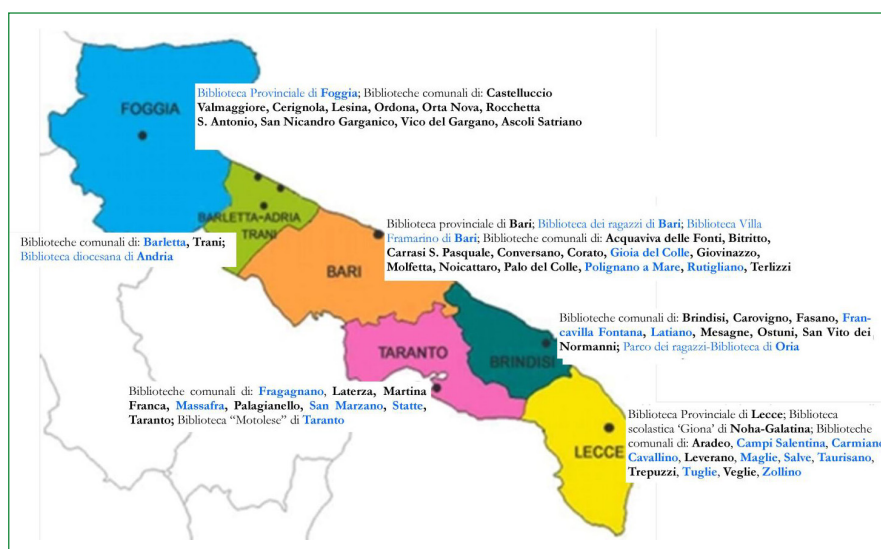 Biblioteca Provinciale di Foggia; Biblioteche comunali di: Castelluccio
Valmaggiore, Cerignola, Lesina, Ordona, Orta Nova, Rocchetta
S. Antonio, San Nicandro Garganico, Vico del Gargano, Ascoli Satriano
FOGGIA
BARLETTA-ADRIA
TRANI
Biblioteche comunali di: Barletta, Trani;
Biblioteca diocesana di Andria
Biblioteca provinciale di Bari; Biblioteca dei ragazzi di Bari; Biblioteca Villa
Framarino di Bari; Biblioteche comunali di: Acquaviva delle Fonti, Bitritto,
Carrasi S. Pasquale, Conversano, Corato, Gioia del Colle, Giovinazzo,
Molfetta, Noicattaro, Palo del Colle, Polignano a Mare, Rutigliano, Terlizzi
BARI
Biblioteche comunali di: Brindisi, Carovigno, Fasano, Fran-
cavilla Fontana, Latiano, Mesagne, Ostuni, San Vito dei
Normanni; Parco dei ragazzi-Biblioteca di Oria
TARANTO
BRINDISI
Biblioteche comunali di: Fragagnano, Laterza, Martina
Franca, Massafra, Palagianello, San Marzano, Statte,
Taranto; Biblioteca “Motolese” di Taranto
Biblioteca Provinciale di Lecce; Biblioteca
scolastica ‘Giona’ di Noha-Galatina; Biblioteche
comunali di: Aradeo, Campi Salentina, Carmiano
Cavallino, Leverano, Maglie, Salve, Taurisano,
Trepuzzi, Tuglie, Veglie, Zollino
LECCE